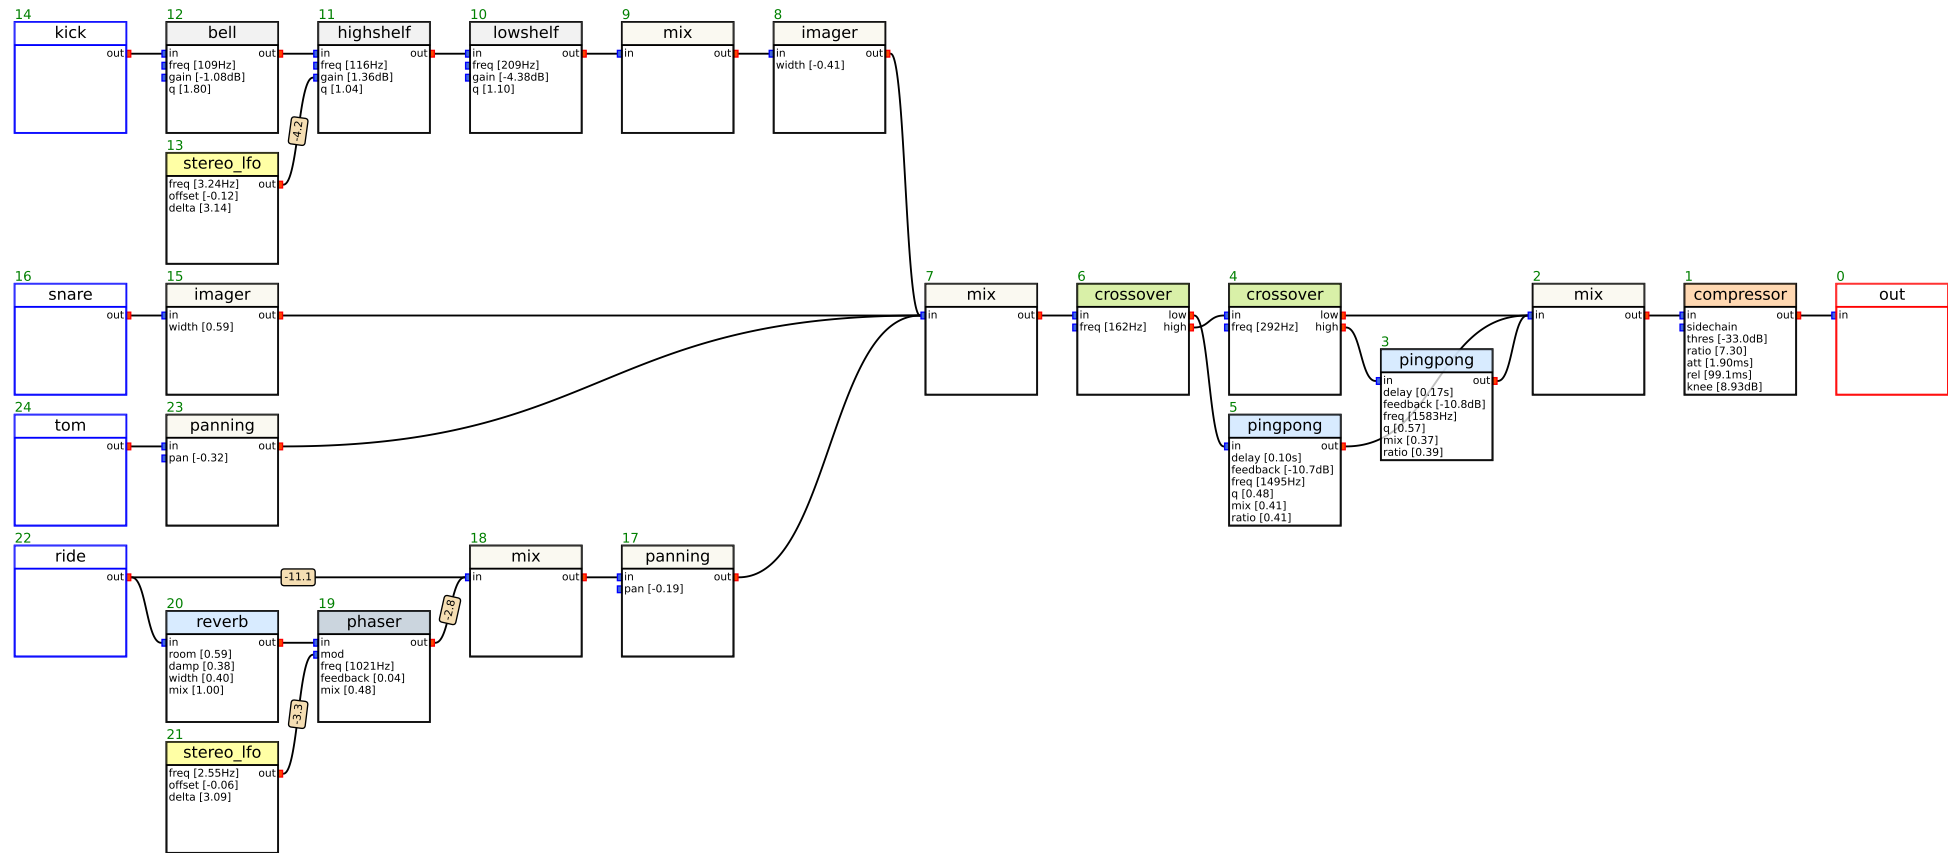 14
kick
out
12
bell
in out
freq [109Hz]
gain [-1.08dB]
q [1.80]
11
highshelf
in out
freq [116Hz]
gain [1.36dB]
q [1.04]
10
lowshelf
in out
freq [209Hz]
gain [-4.38dB]
q [1.10]
9
mix
in out
8
imager
in out
width [-0.41]
-4.2
13
stereo_lfo
freq [3.24Hz] out
offset [-0.12]
delta [3.14]
16
snare
out
15
imager
in out
width [0.59]
7
mix
in out
6
crossover
in low
freq [162Hz] high
4
crossover
in low
freq [292Hz] high
2
mix
in out
1
compressor
in out
sidechain
thres [-33.0dB]
ratio [7.30]
att [1.90ms]
rel [99.1ms]
knee [8.93dB]
0
out
in
3
pingpong
in out
delay [0.17s]
feedback [-10.8dB]
freq [1583Hz]
q [0.57]
mix [0.37]
ratio [0.39]
24
tom
out
23
panning
in out
pan [-0.32]
5
pingpong
in out
delay [0.10s]
feedback [-10.7dB]
freq [1495Hz]
q [0.48]
mix [0.41]
ratio [0.41]
22
ride
out
-11.1
18
mix
in out
17
panning
in out
pan [-0.19]
-2.8
20
reverb
in out
room [0.59]
damp [0.38]
width [0.40]
mix [1.00]
19
phaser
in out
mod
freq [1021Hz]
feedback [0.04]
mix [0.48]
-3.3
21
stereo_lfo
freq [2.55Hz] out
offset [-0.06]
delta [3.09]